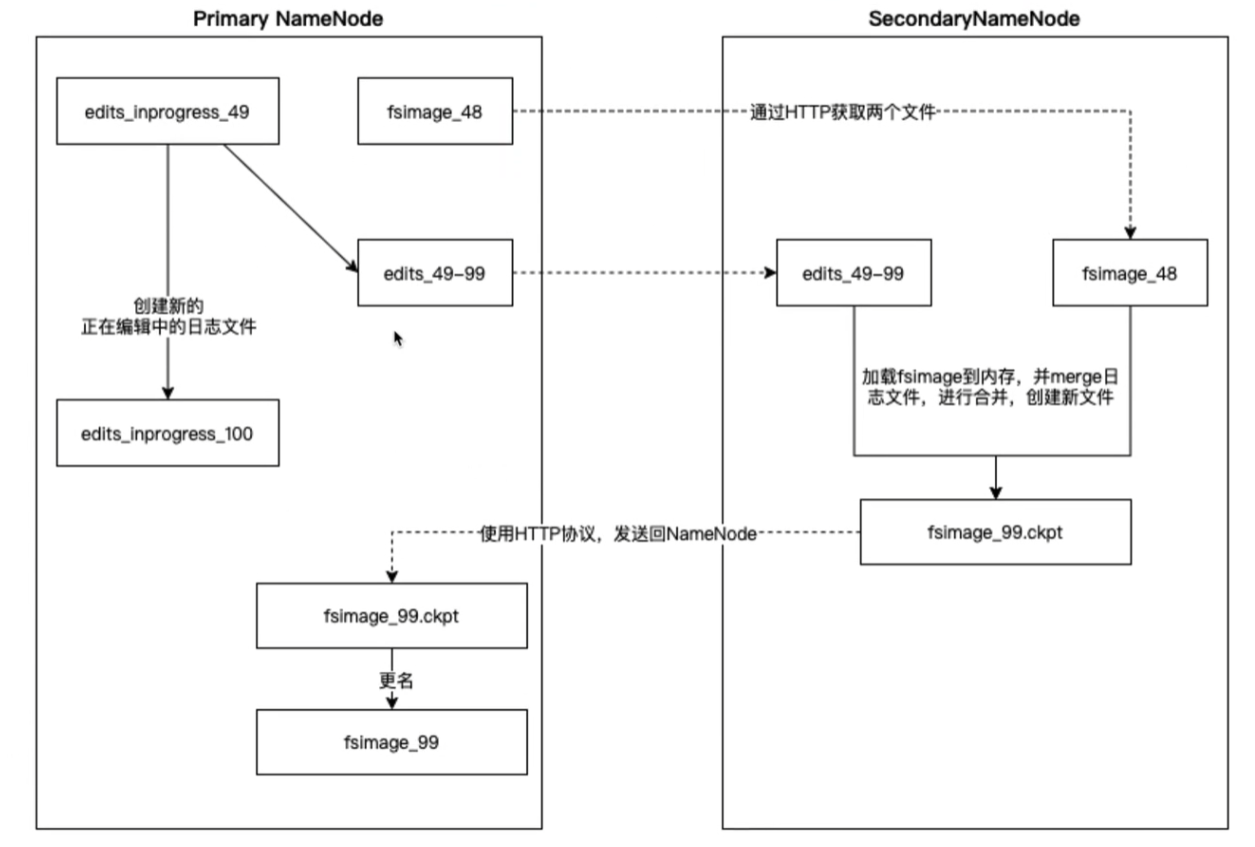 Primary NameNode
SecondaryNameNode
edits_inprogress_49
fsimage_48
通过HTTP获取两个文件
edits_49-99
edits_49-99
fsimage_48
创建新的
正在编辑中的日志文件
加载fsimage到内存，并merge日
志文件，进行合并，创建新文件
edits_inprogress_100
使用HTTP协议，发送回NameNode
fsimage_99.ckpt
fsimage_99.ckpt
更名
fsimage_99